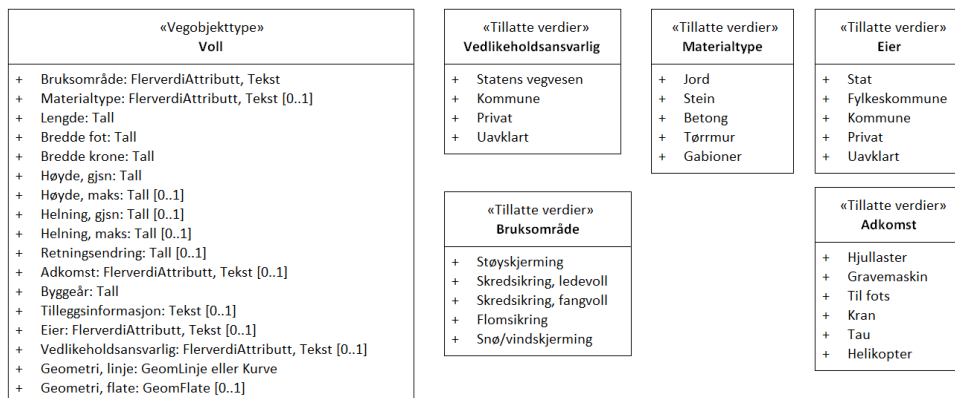 «Vegobjekttype»
Voll
+ Bruksområde: FlerverdiAttributt, Tekst
+ Materialtype: FlerverdiAttributt, Tekst [0..1]
+ Lengde: Tall
+ Bredde fot: Tall
+ Bredde krone: Tall
+ Høyde, gjsn: Tall
+ Høyde, maks: Tall [0..1]
+ Helning, gjsn: Tall [0..1]
+ Helning, maks: Tall [0..1]
+ Retningsendring: Tall [0..1]
+ Adkomst: FlerverdiAttributt, Tekst [0..1]
+ Byggeår: Tall
+ Tilleggsinformasjon: Tekst [0..1]
+ Eier: FlerverdiAttributt, Tekst [0..1]
+ Vedlikeholdsansvarlig: FlerverdiAttributt, Tekst [0..1]
+ Geometri, linje: GeomLinje eller Kurve
+ Geometri, flate: GeomFlate [0..1]
«Tillatte verdier»
Vedlikeholdsansvarlig
+ Statens vegvesen
+ Kommune
+ Privat
+ Uavklart
«Tillatte verdier»
Materialtype
+ Jord
+ Stein
+ Betong
+ Tørrmur
+ Gabioner
«Tillatte verdier»
Eier
+ Stat
+ Fylkeskommune
+ Kommune
+ Privat
+ Uavklart
«Tillatte verdier»
Bruksområde
+ Støyskjerming
+ Skredsikring, ledevoll
+ Skredsikring, fangvoll
+ Flomsikring
+ Snø/vindskjerming
«Tillatte verdier»
Adkomst
+ Hjullaster
+ Gravemaskin
+ Til fots
+ Kran
+ Tau
+ Helikopter